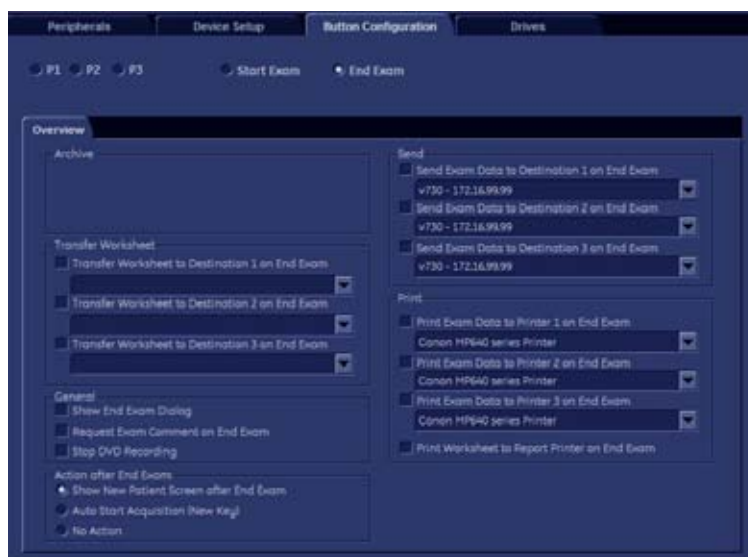 Peripherals Device Setup Button Configuration Drives
P1 P2 P3 Start Exam End Exam
Overview
Archive
Transfer Worksheet
Transfer Worksheet to Destination 1 on End Exam
Transfer Worksheet to Destination 2 on End Exam
Transfer Worksheet to Destination 3 on End Exam
General
Show End Exam Dialog
Request Exam Comment on End Exam
Stop DVD Recording
Action after End Exam
Show New Patient Screen after End Exam
Auto Start Acquisition (New Key)
No Action
Send
Send Exam Data to Destination 1 on End Exam
v730 - 172.16.99.99
Send Exam Data to Destination 2 on End Exam
v730 - 172.16.99.99
Send Exam Data to Destination 3 on End Exam
v730 - 172.16.99.99
Print
Print Exam Data to Printer 1 on End Exam
Canon MP640 series Printer
Print Exam Data to Printer 2 on End Exam
Canon MP640 series Printer
Print Exam Data to Printer 3 on End Exam
Canon MP640 series Printer
Print Worksheet to Report Printer on End Exam